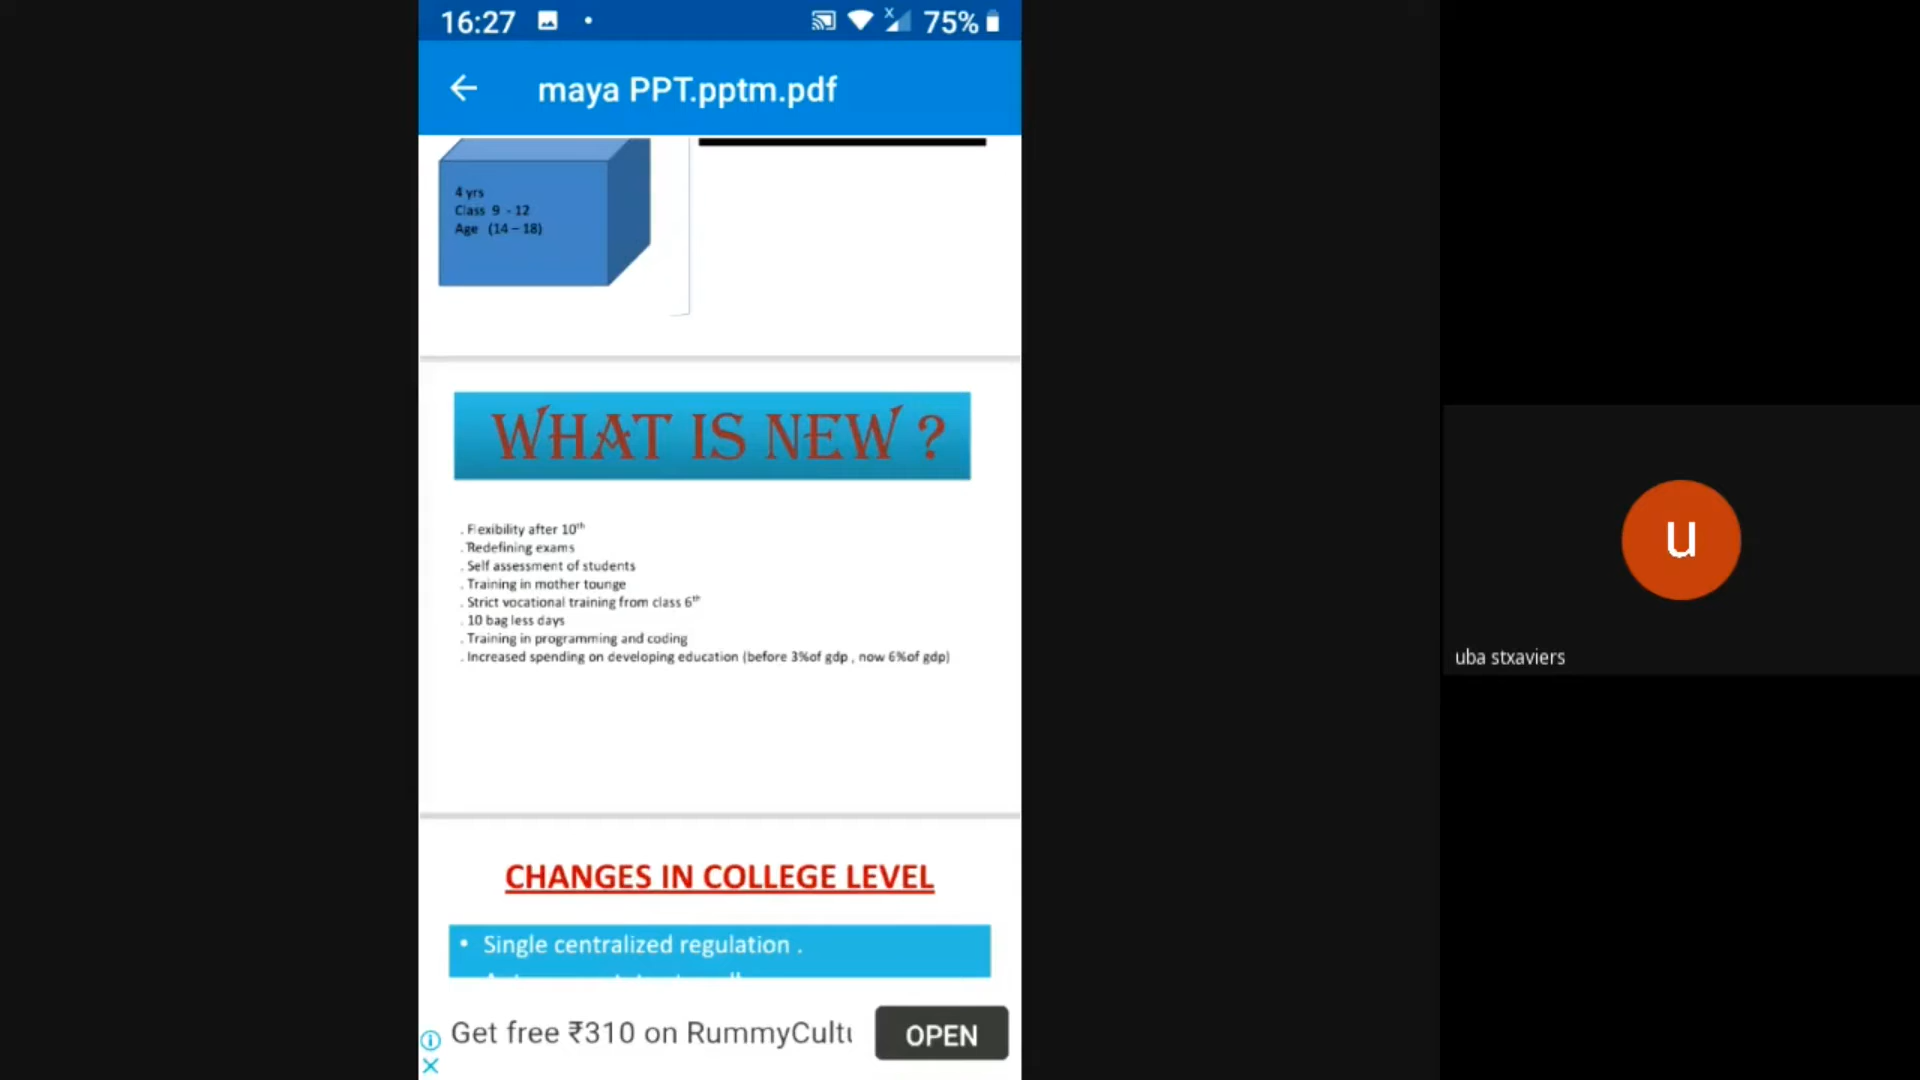 16:27
75%
maya PPT.pptm.pdf
4 yrs
Class 9 - 12
Age (14 – 18)
WHAT IS NEW ?
. Flexibility after 10th
. Redefining exams
. Self assessment of students
. Training in mother tounge
. Strict vocational training from class 6th
. 10 bag less days
. Training in programming and coding
. Increased spending on developing education (before 3%of gdp , now 6%of gdp)
CHANGES IN COLLEGE LEVEL
• Single centralized regulation .
Get free ₹310 on RummyCultu
OPEN
u
uba stxaviers